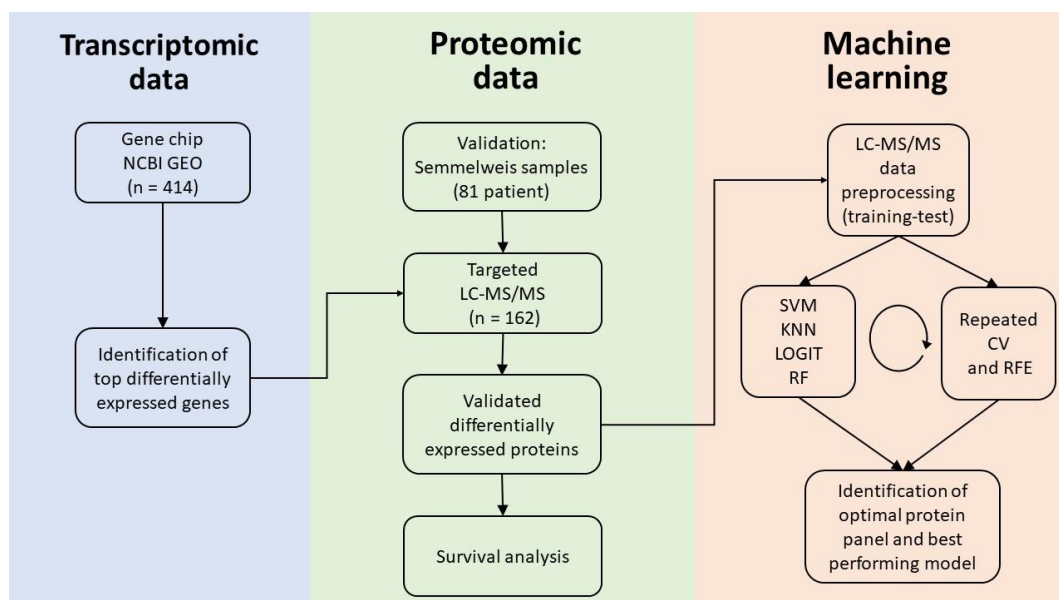 Transcriptomic
data
Gene chip
NCBI GEO
(n = 414)
Identification of
top differentially
expressed genes
Proteomic
data
Validation:
Semmelweis samples
(81 patient)
Targeted
LC-MS/MS
(n = 162)
Validated
differentially
expressed proteins
Survival analysis
Machine
learning
LC-MS/MS
data
preprocessing
(training-test)
SVM
KNN
LOGIT
RF
Repeated
CV
and RFE
Identification of
optimal protein
panel and best
performing model